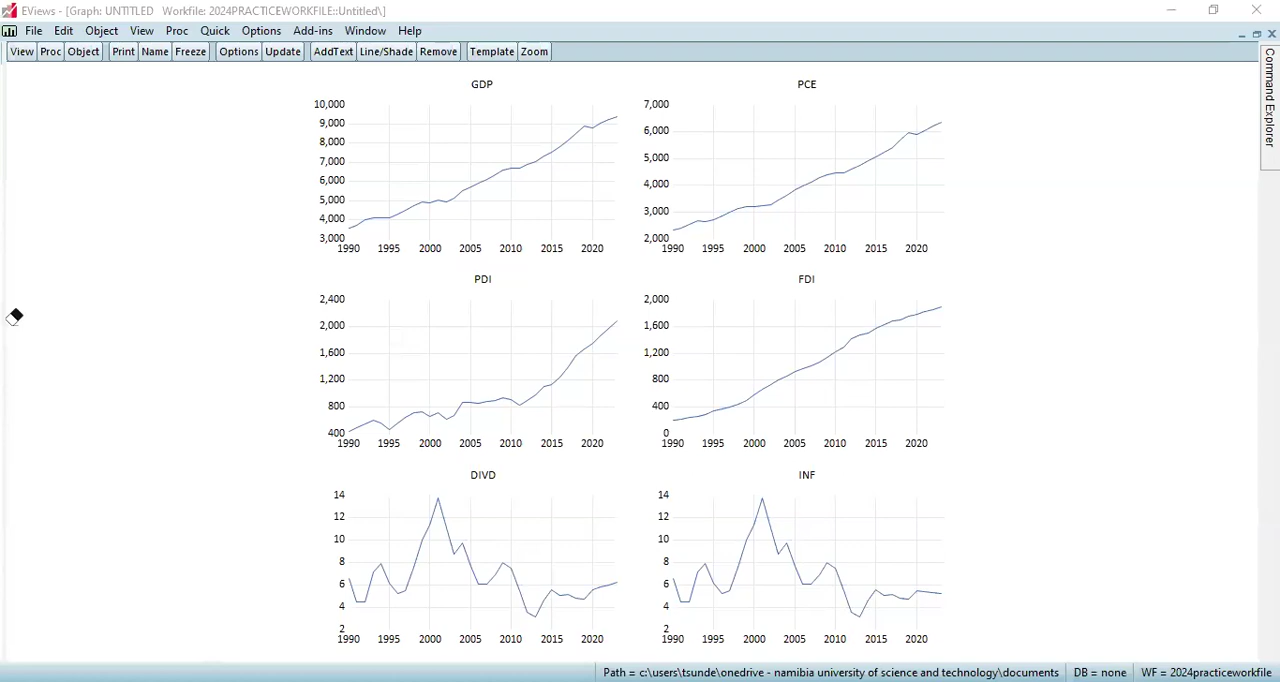 EViews - [Graph: UNTITLED   Workfile: 2024PRACTICEWORKFILE::Untitled\]
File Edit Object View Proc Quick Options Add-ins Window Help
View Proc Object Print Name Freeze Options Update AddText Line/Shade Remove Template Zoom
Command Explorer
GDP
10,000
9,000
8,000
7,000
6,000
5,000
4,000
3,000
1990 1995 2000 2005 2010 2015 2020
PCE
7,000
6,000
5,000
4,000
3,000
2,000
1990 1995 2000 2005 2010 2015 2020
PDI
2,400
2,000
1,600
1,200
800
400
1990 1995 2000 2005 2010 2015 2020
FDI
2,000
1,600
1,200
800
400
0
1990 1995 2000 2005 2010 2015 2020
DIVD
14
12
10
8
6
4
2
1990 1995 2000 2005 2010 2015 2020
INF
14
12
10
8
6
4
2
1990 1995 2000 2005 2010 2015 2020
Path = c:\users\tsunde\onedrive - namibia university of science and technology\documents DB = none WF = 2024practiceworkfile